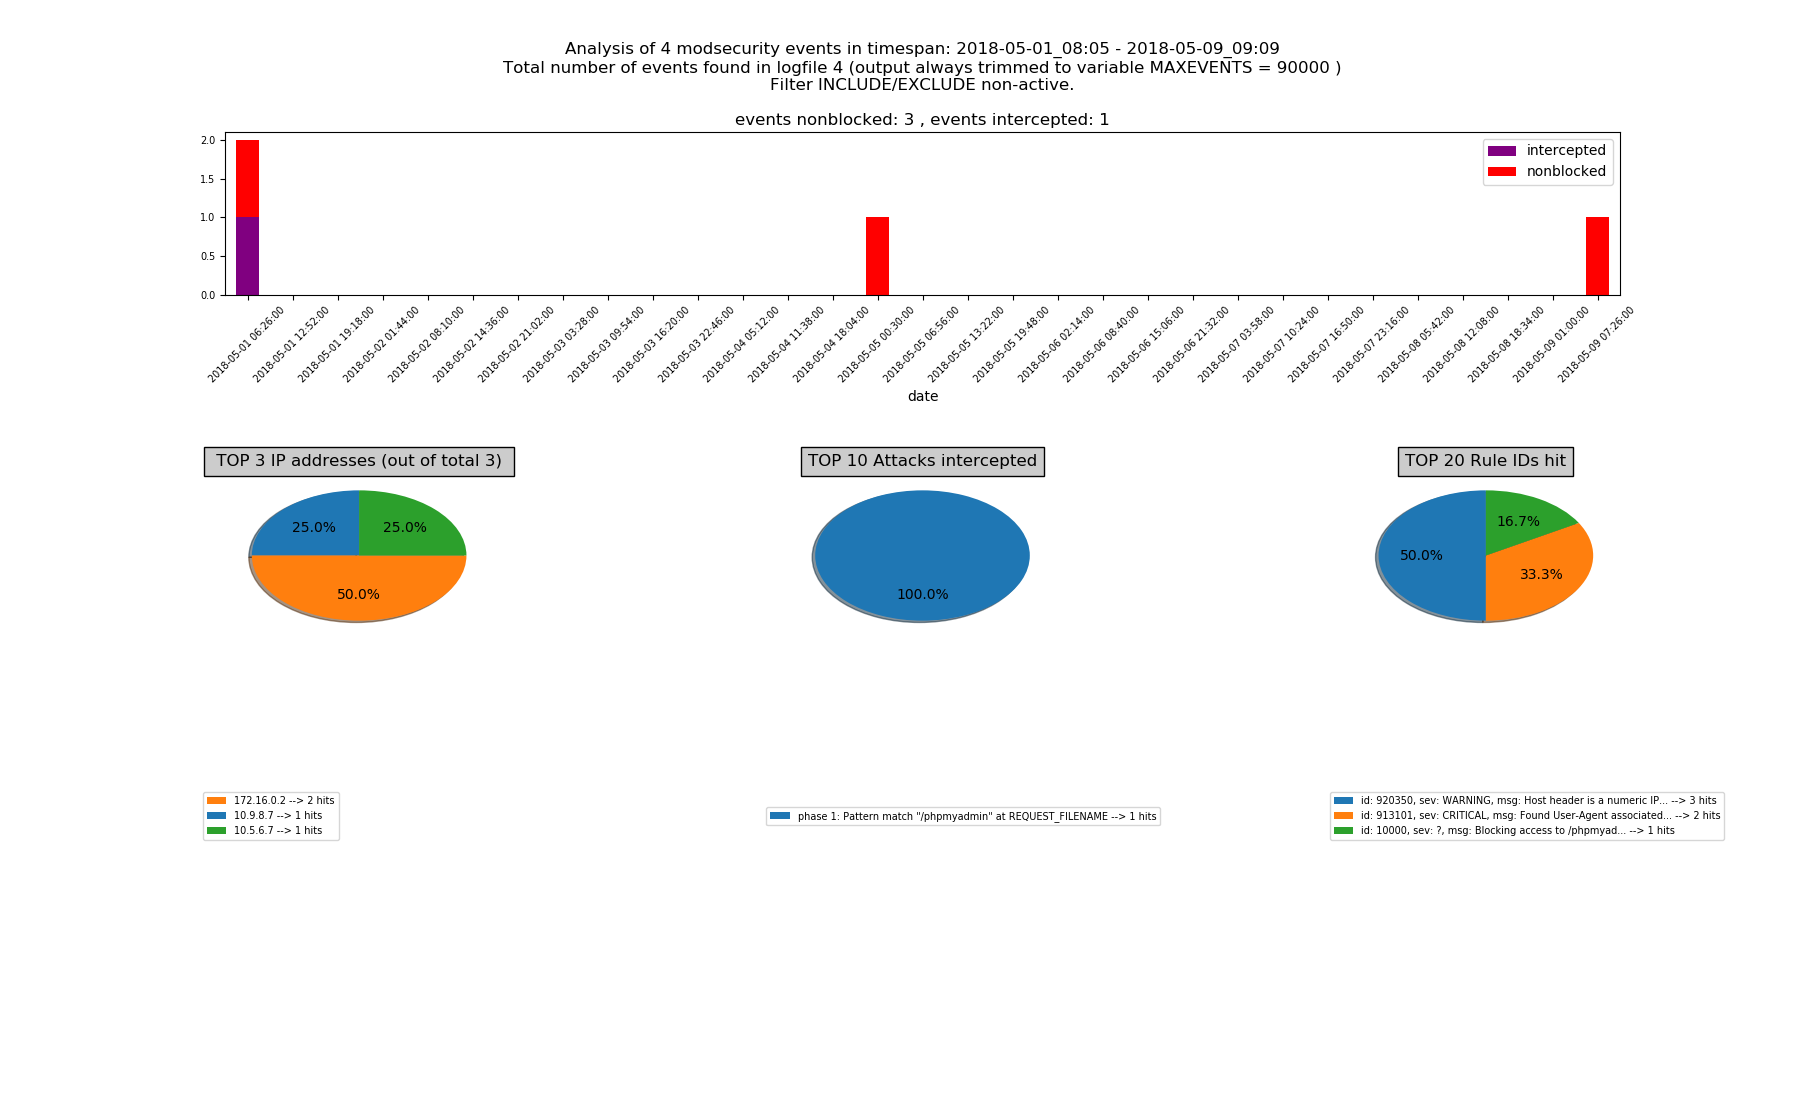 Analysis of 4 modsecurity events in timespan: 2018-05-01_08:05 - 2018-05-09_09:09
Total number of events found in logfile 4 (output always trimmed to variable MAXEVENTS = 90000 )
Filter INCLUDE/EXCLUDE non-active.
events nonblocked: 3 , events intercepted: 1
2.0
1.5
1.0
0.5
0.0
intercepted
nonblocked
2018-05-01 06:26:00
2018-05-01 12:52:00
2018-05-01 19:18:00
2018-05-02 01:44:00
2018-05-02 08:10:00
2018-05-02 14:36:00
2018-05-02 21:02:00
2018-05-03 03:28:00
2018-05-03 09:54:00
2018-05-03 16:20:00
2018-05-03 22:46:00
2018-05-04 05:12:00
2018-05-04 11:38:00
2018-05-04 18:04:00
2018-05-05 00:30:00
2018-05-05 06:56:00
2018-05-05 13:22:00
2018-05-05 19:48:00
2018-05-06 02:14:00
2018-05-06 08:40:00
2018-05-06 15:06:00
2018-05-06 21:32:00
2018-05-07 03:58:00
2018-05-07 10:24:00
2018-05-07 16:50:00
2018-05-07 23:16:00
2018-05-08 05:42:00
2018-05-08 12:08:00
2018-05-08 18:34:00
2018-05-09 01:00:00
2018-05-09 07:26:00
date
TOP 3 IP addresses (out of total 3)
25.0%
25.0%
50.0%
172.16.0.2 --> 2 hits
10.9.8.7 --> 1 hits
10.5.6.7 --> 1 hits
TOP 10 Attacks intercepted
100.0%
phase 1: Pattern match "/phpmyadmin" at REQUEST_FILENAME --> 1 hits
TOP 20 Rule IDs hit
16.7%
50.0%
33.3%
id: 920350, sev: WARNING, msg: Host header is a numeric IP... --> 3 hits
id: 913101, sev: CRITICAL, msg: Found User-Agent associated... --> 2 hits
id: 10000, sev: ?, msg: Blocking access to /phpmyad... --> 1 hits